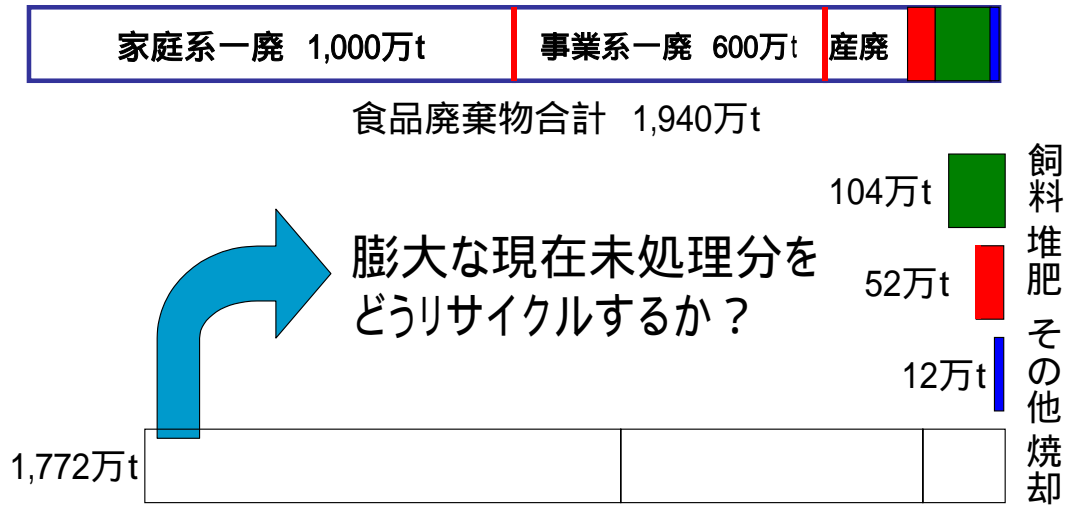 家庭系一廃 1,000万t
事業系一廃 600万t
産廃
食品廃棄物合計 1,940万t
104万t
飼料
膨大な現在未処理分を
どうリサイクルするか？
52万t
堆肥
12万t
その他
1,772万t
焼却